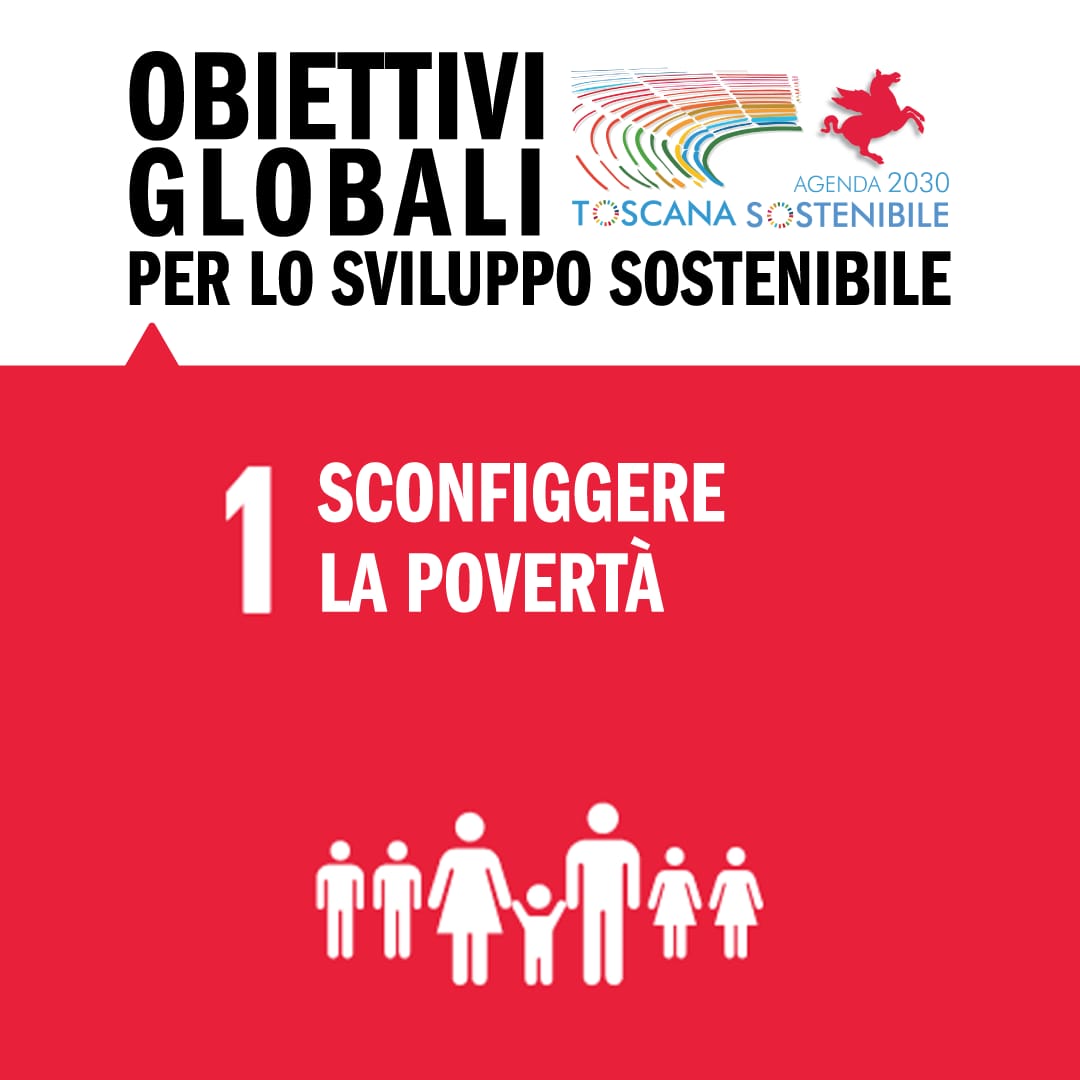 OBIETTIVI
GLOBALI
PER LO SVILUPPO SOSTENIBILE
AGENDA 2030
TOSCANA SOSTENIBILE
1 SCONFIGGERE
LA POVERTÀ